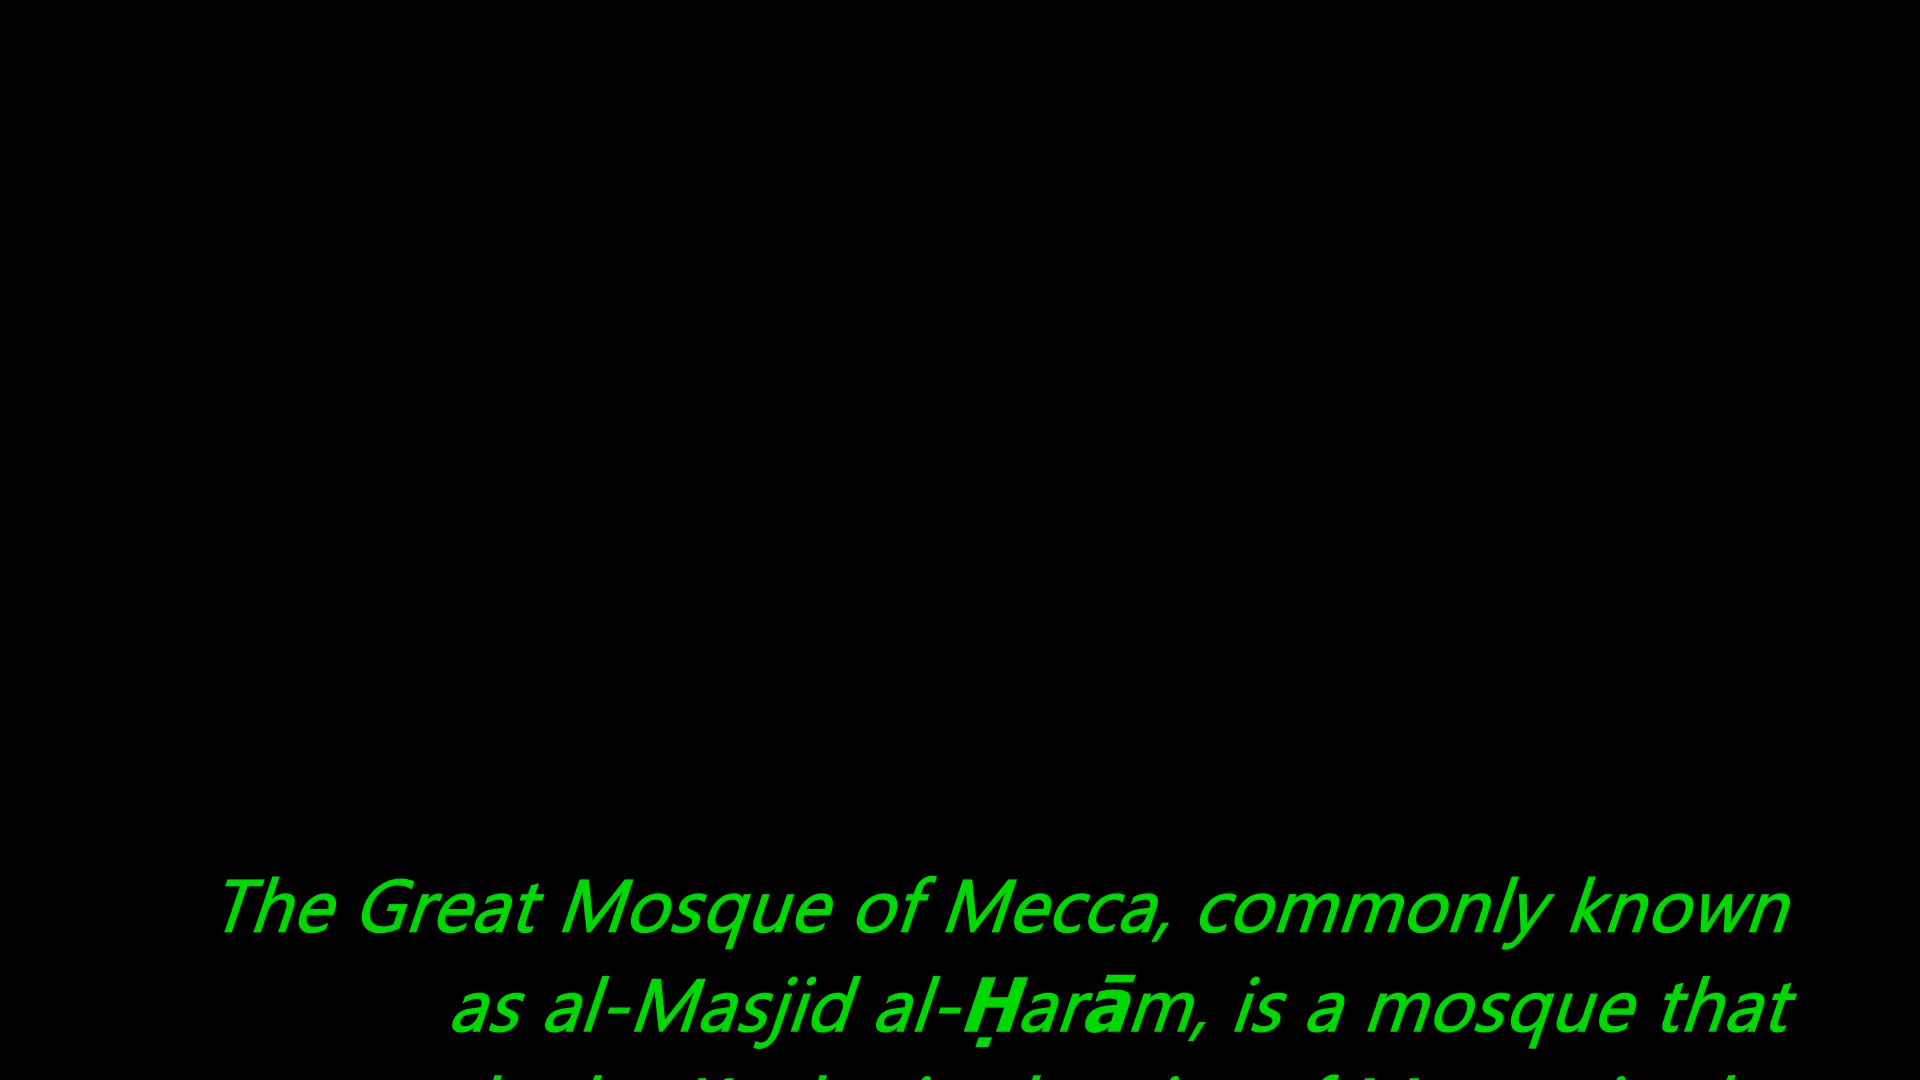 The Great Mosque of Mecca, commonly known
as al-Masjid al-Ḥarām, is a mosque that